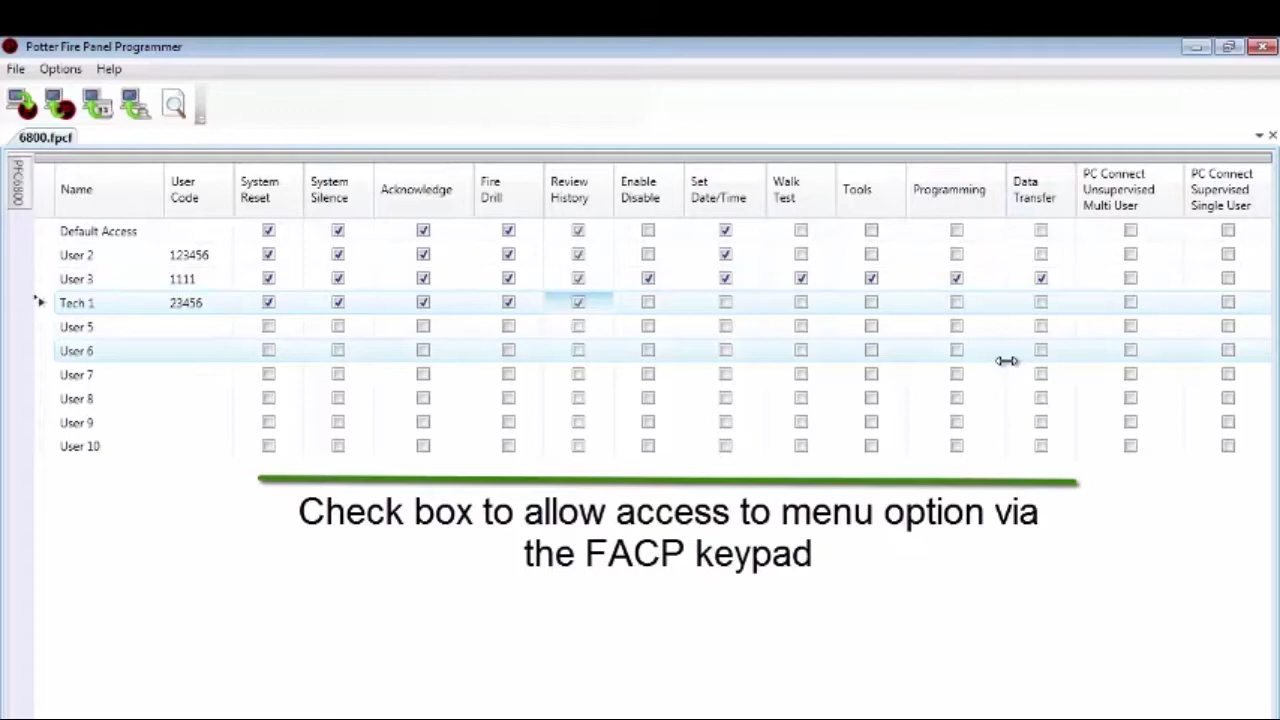 Potter Fire Panel Programmer
File Options Help
6800.fpcf
PFC6800
Name User Code System Reset System Silence Acknowledge Fire Drill Review History Enable Disable Set Date/Time Walk Test Tools Programming Data Transfer PC Connect Unsupervised Multi User PC Connect Supervised Single User
Default Access
User 2 123456
User 3 1111
Tech 1 23456
User 5
User 6
User 7
User 8
User 9
User 10
Check box to allow access to menu option via
the FACP keypad